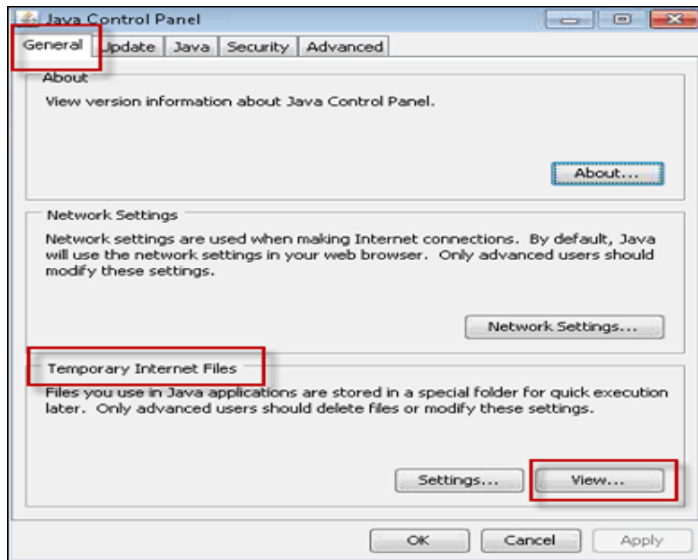 Java Control Panel
General Update Java Security Advanced
About
View version information about Java Control Panel.
About...
Network Settings
Network settings are used when making Internet connections. By default, Java
will use the network settings in your web browser. Only advanced users should
modify these settings.
Network Settings...
Temporary Internet Files
Files you use in Java applications are stored in a special folder for quick execution
later. Only advanced users should delete files or modify these settings.
Settings... View...
OK Cancel Apply